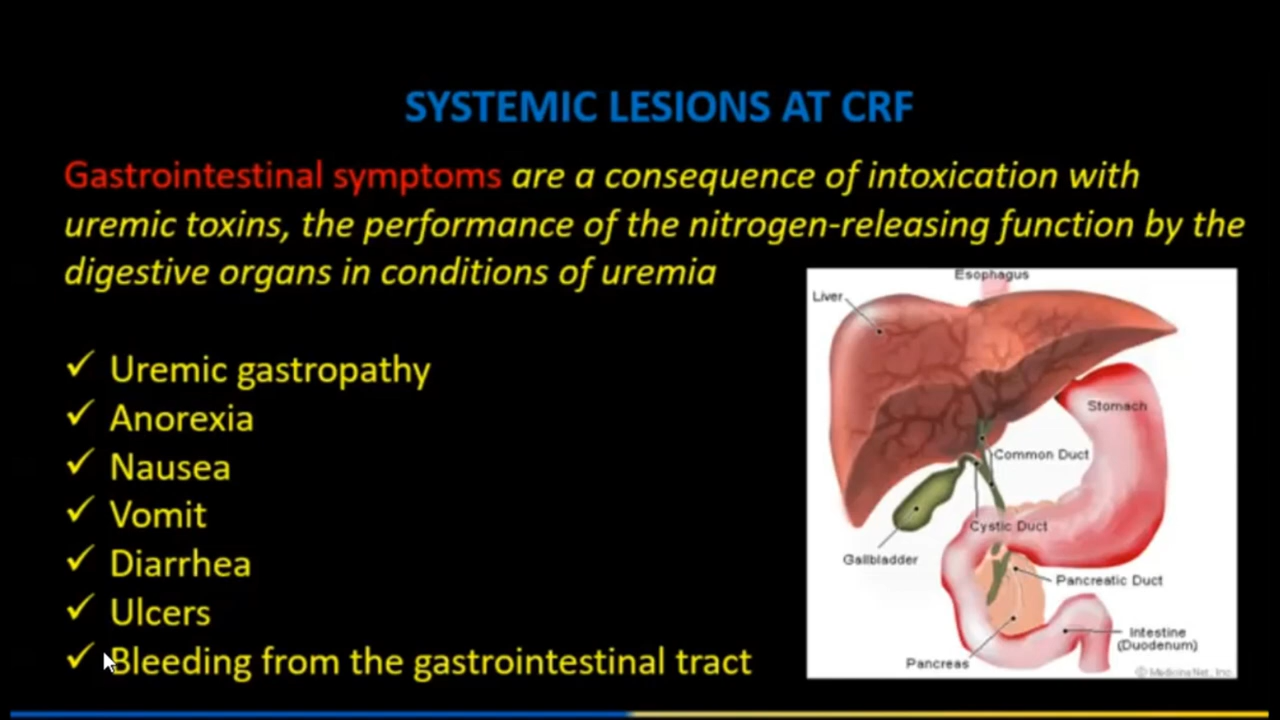 SYSTEMIC LESIONS AT CRF
Gastrointestinal symptoms are a consequence of intoxication with
uremic toxins, the performance of the nitrogen-releasing function by the
digestive organs in conditions of uremia
✓ Uremic gastropathy
✓ Anorexia
✓ Nausea
✓ Vomit
✓ Diarrhea
✓ Ulcers
✓ Bleeding from the gastrointestinal tract
Esophagus
Liver
Stomach
Common Duct
Cystic Duct
Gallbladder
Pancreatic Duct
Intestine
(Duodenum)
Pancreas
© MedicineNet, Inc.